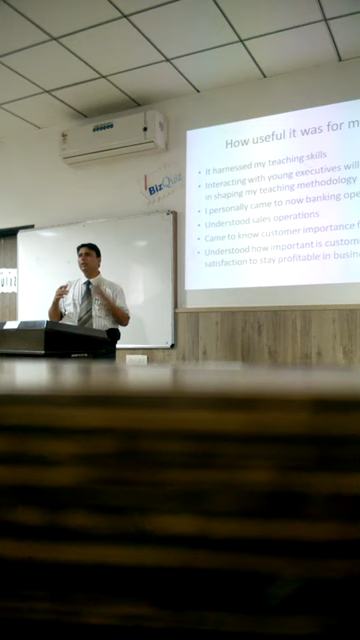 How useful it was for m
• It harnessed my teaching skills
• Interacting with young executives will
in shaping my teaching methodology
• I personally came to now banking ope
• Understood sales operations
• Came to know customer importance f
• Understood how important is custom
satisfaction to stay profitable in busin
BizQuiz